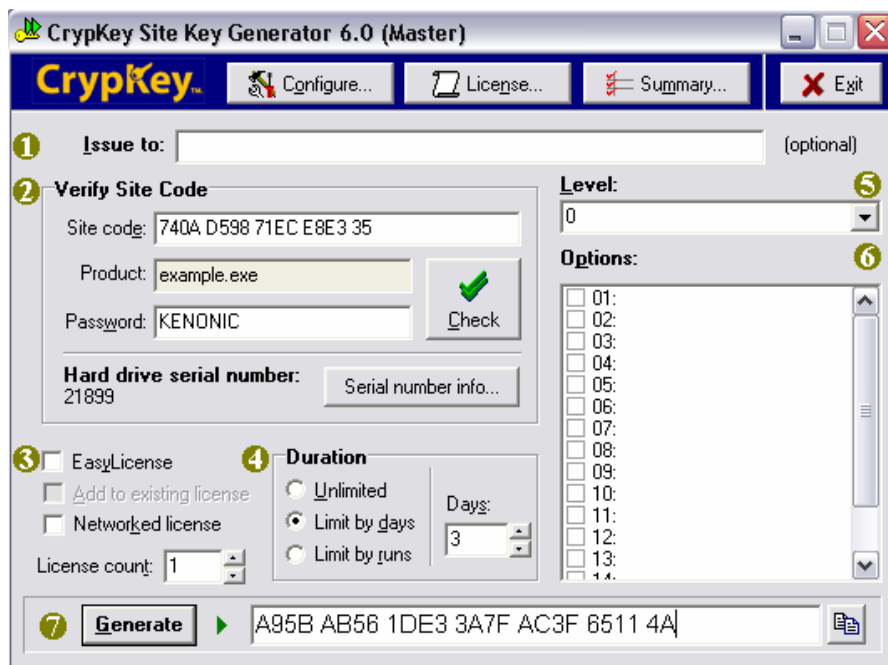 CrypKey Site Key Generator 6.0 (Master)
CrypKey™ Configure... License... Summary... Exit
1 Issue to: (optional)
2 Verify Site Code
Site code: 740A D598 71EC E8E3 35
Product: example.exe
Password: KENONIC
Check
Hard drive serial number:
21899
Serial number info...
3 EasyLicense
Add to existing license
Networked license
License count: 1
4 Duration
Unlimited
Limit by days
Limit by runs
Days:
3
Level: 5
0
Options: 6
01:
02:
03:
04:
05:
06:
07:
08:
09:
10:
11:
12:
13:
14:
7 Generate A95B AB56 1DE3 3A7F AC3F 6511 4A